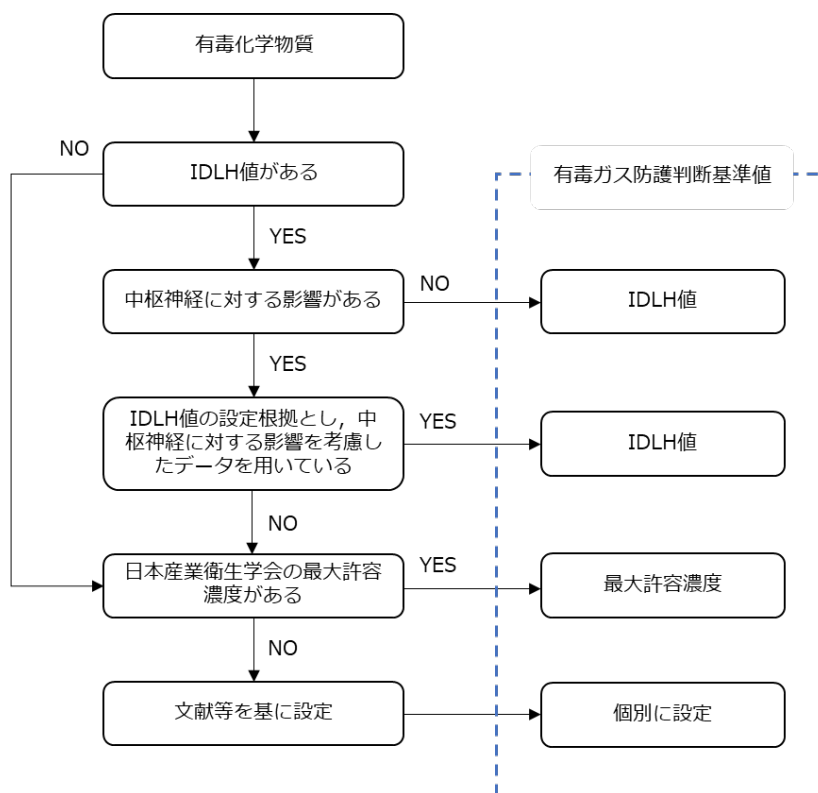 有毒化学物質
NO
IDLH値がある
有毒ガス防護判断基準値
YES
中枢神経に対する影響がある
NO
IDLH値
YES
IDLH値の設定根拠とし，中
枢神経に対する影響を考慮し
たデータを用いている
YES
IDLH値
NO
日本産業衛生学会の最大許容
濃度がある
YES
最大許容濃度
NO
文献等を基に設定
個別に設定